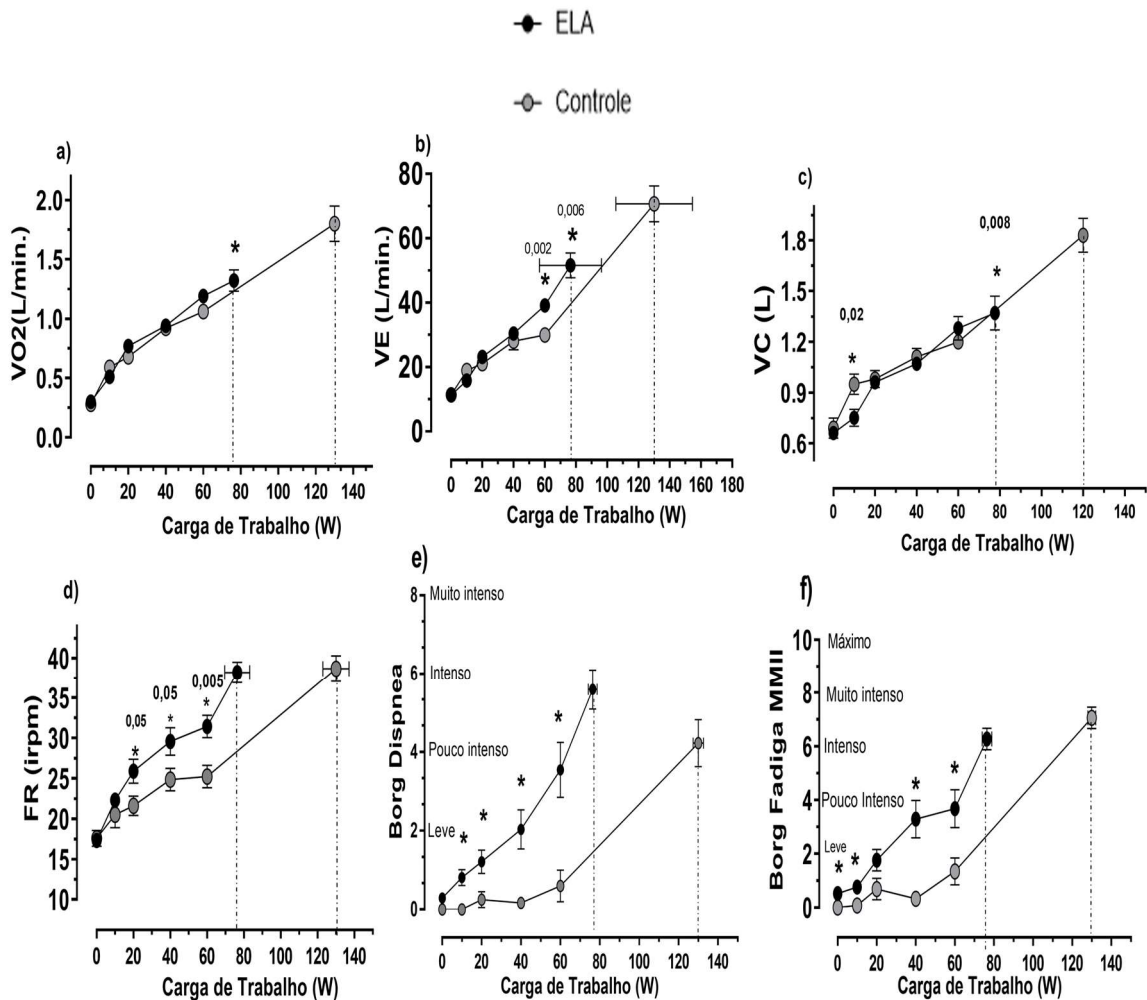 ELA
Controle
a)
VO2(L/min.)
2.0
1.5
1.0
0.5
0.0
*
0 20 40 60 80 100 120 140
Carga de Trabalho (W)
b)
VE (L/min.)
80
60
40
20
0
0,006
*
0,002
*
0 20 40 60 80 100 120 140 160 180
Carga de Trabalho (W)
c)
VC (L)
1.8
1.5
1.2
0.9
0.6
0,008
*
0,02
*
0 20 40 60 80 100 120 140
Carga de Trabalho (W)
d)
FR (irpm)
40
35
30
25
20
15
10
0,05
*
0,05
*
0,005
*
0 20 40 60 80 100 120 140
Carga de Trabalho (W)
e)
Borg Dispnea
8
6
4
2
0
Muito intenso
Intenso
Pouco intenso
Leve
* * * *
0 20 40 60 80 100 120 140
Carga de Trabalho (W)
f)
Borg Fadiga MMII
10
8
6
4
2
0
Máximo
Muito intenso
Intenso
Pouco Intenso
Leve
* * * *
0 20 40 60 80 100 120 140
Carga de Trabalho (W)